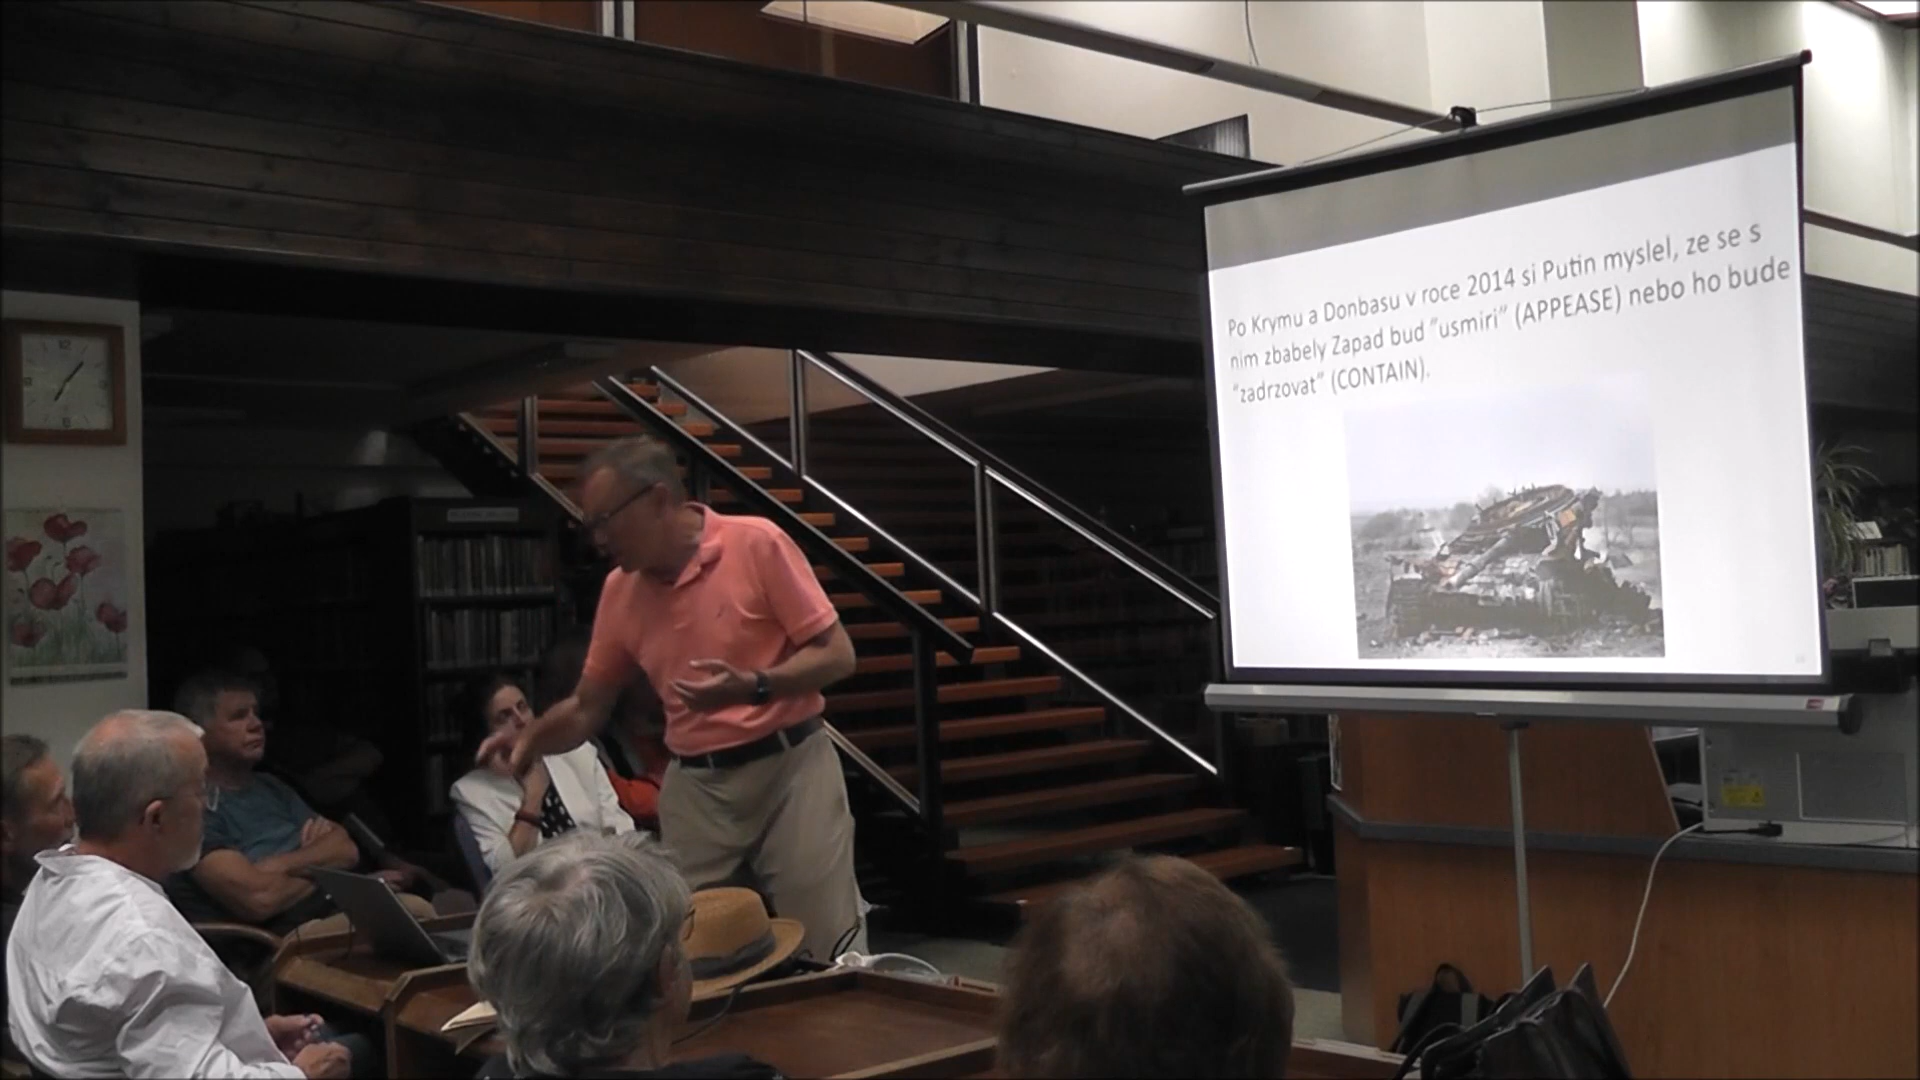 Po Krymu a Donbasu v roce 2014 si Putin myslel, ze se s
nim zbabely Zapad bud "usmiri" (APPEASE) nebo ho bude
"zadrzovat" (CONTAIN).
12